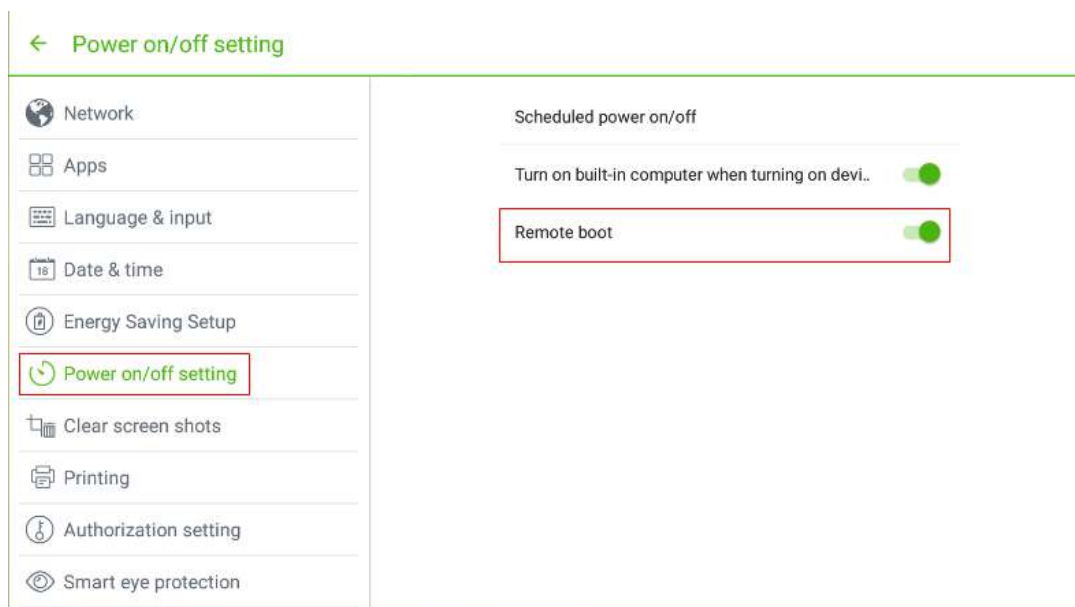 Power on/off setting
Network
Apps
Language & input
18
Date & time
Energy Saving Setup
Power on/off setting
Clear screen shots
Printing
Authorization setting
Smart eye protection
Scheduled power on/off
Turn on built-in computer when turning on devi..
Remote boot